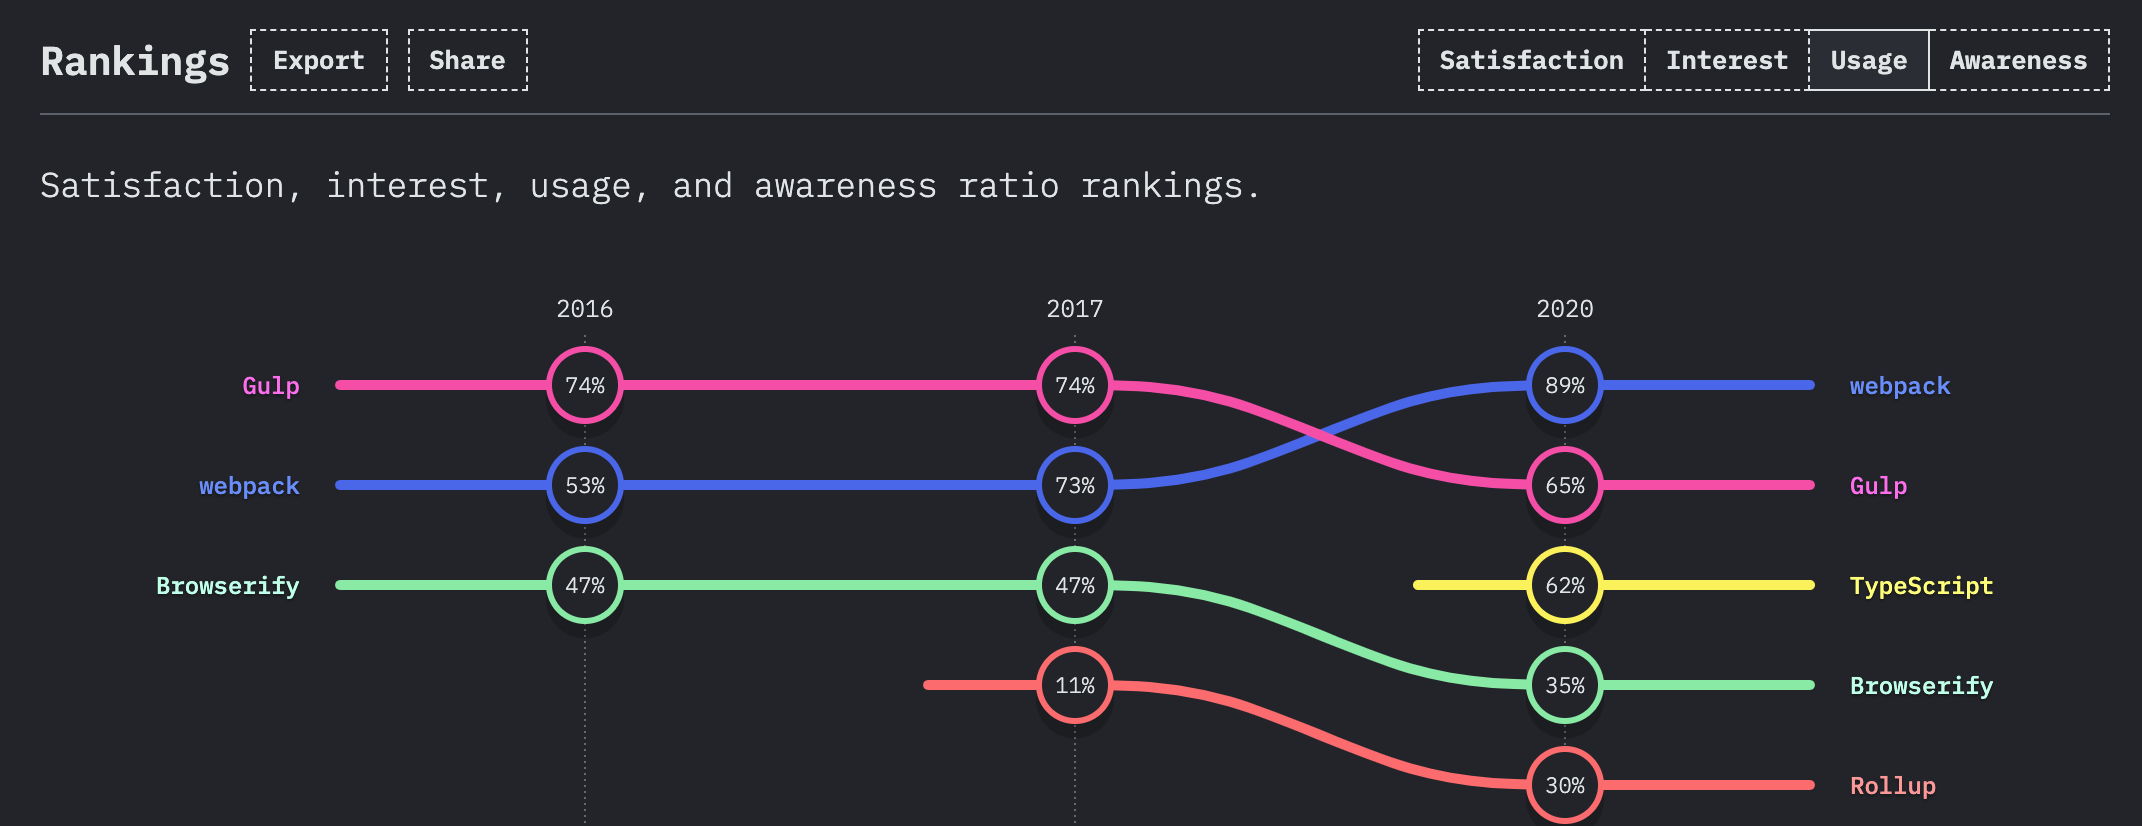 Rankings Export Share Satisfaction Interest Usage Awareness
Satisfaction, interest, usage, and awareness ratio rankings.
2016 2017 2020
Gulp 74% 74% 89% webpack
webpack 53% 73% 65% Gulp
Browserify 47% 47% 62% TypeScript
11% 35% Browserify
30% Rollup